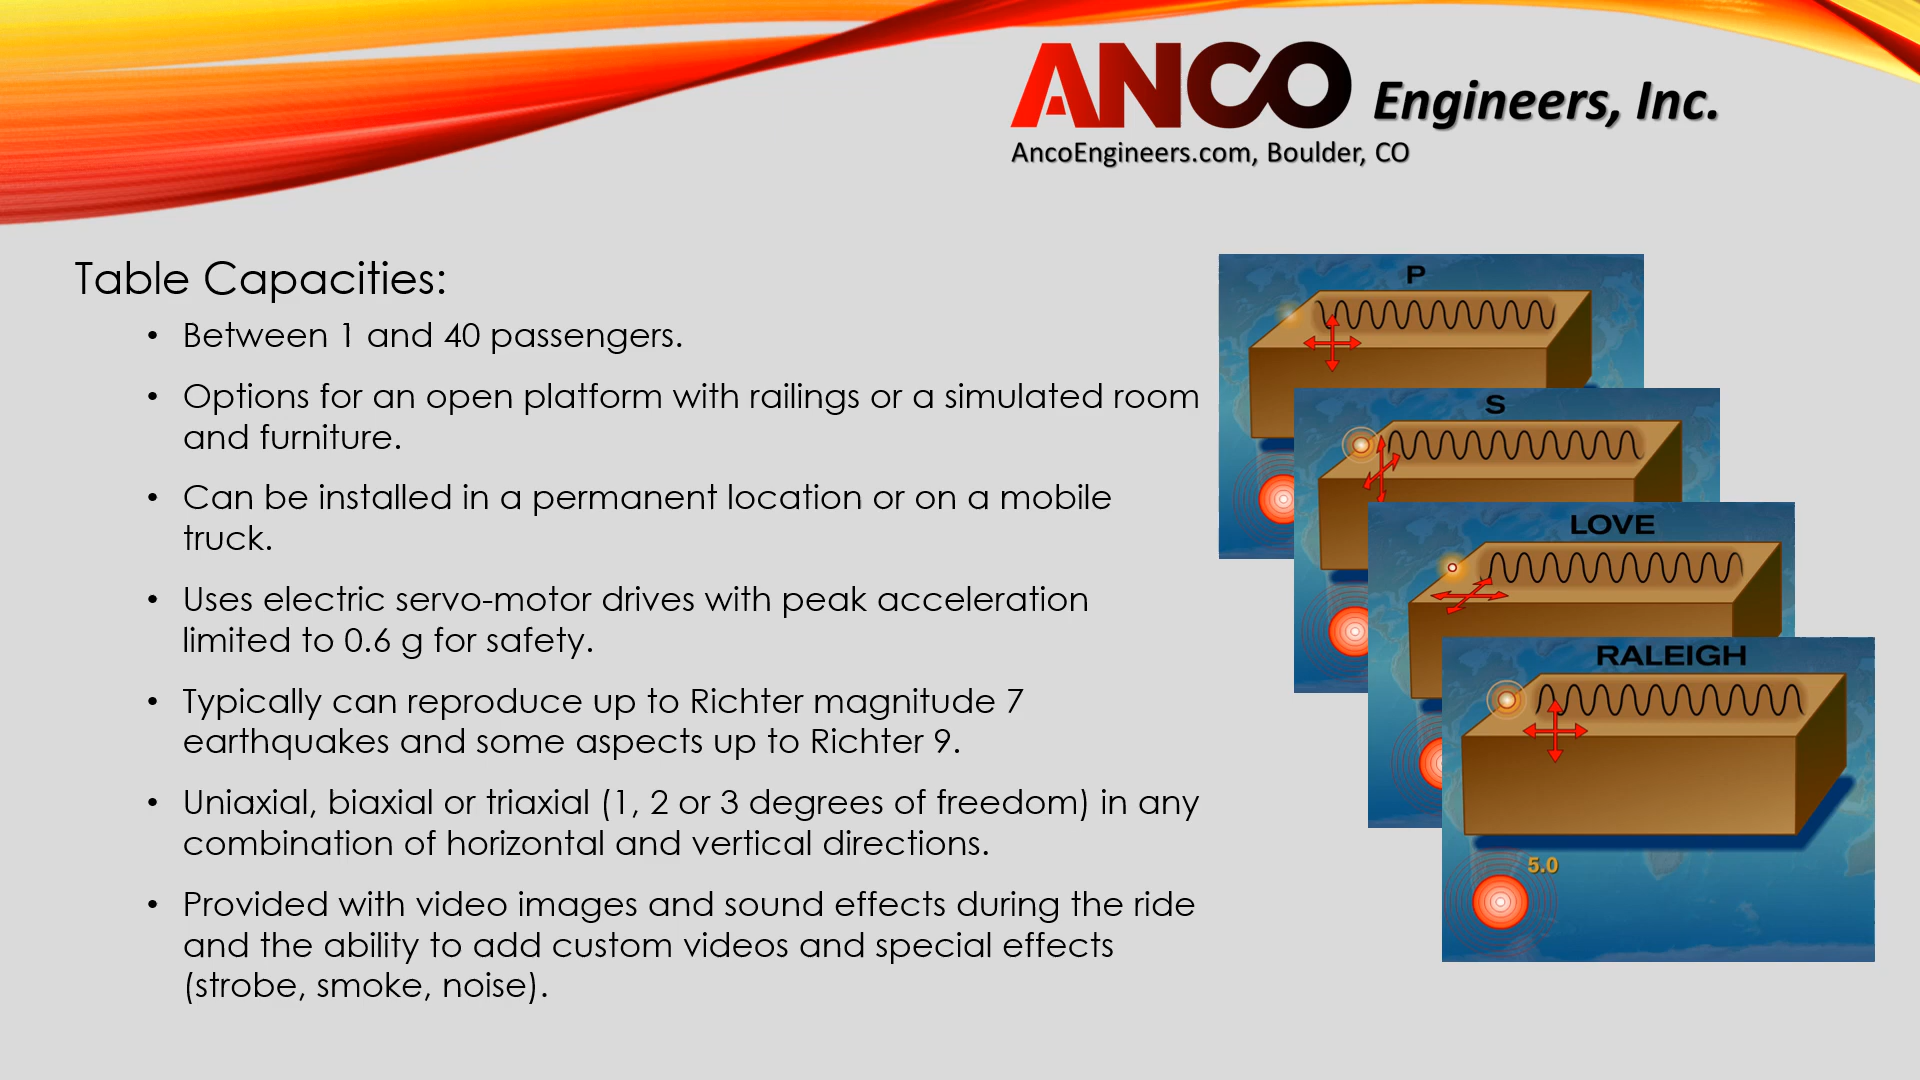 ANCO Engineers, Inc.
AncoEngineers.com, Boulder, CO
Table Capacities:
• Between 1 and 40 passengers.
• Options for an open platform with railings or a simulated room
and furniture.
• Can be installed in a permanent location or on a mobile
truck.
• Uses electric servo-motor drives with peak acceleration
limited to 0.6 g for safety.
• Typically can reproduce up to Richter magnitude 7
earthquakes and some aspects up to Richter 9.
• Uniaxial, biaxial or triaxial (1, 2 or 3 degrees of freedom) in any
combination of horizontal and vertical directions.
• Provided with video images and sound effects during the ride
and the ability to add custom videos and special effects
(strobe, smoke, noise).
P
S
LOVE
RALEIGH
5.0